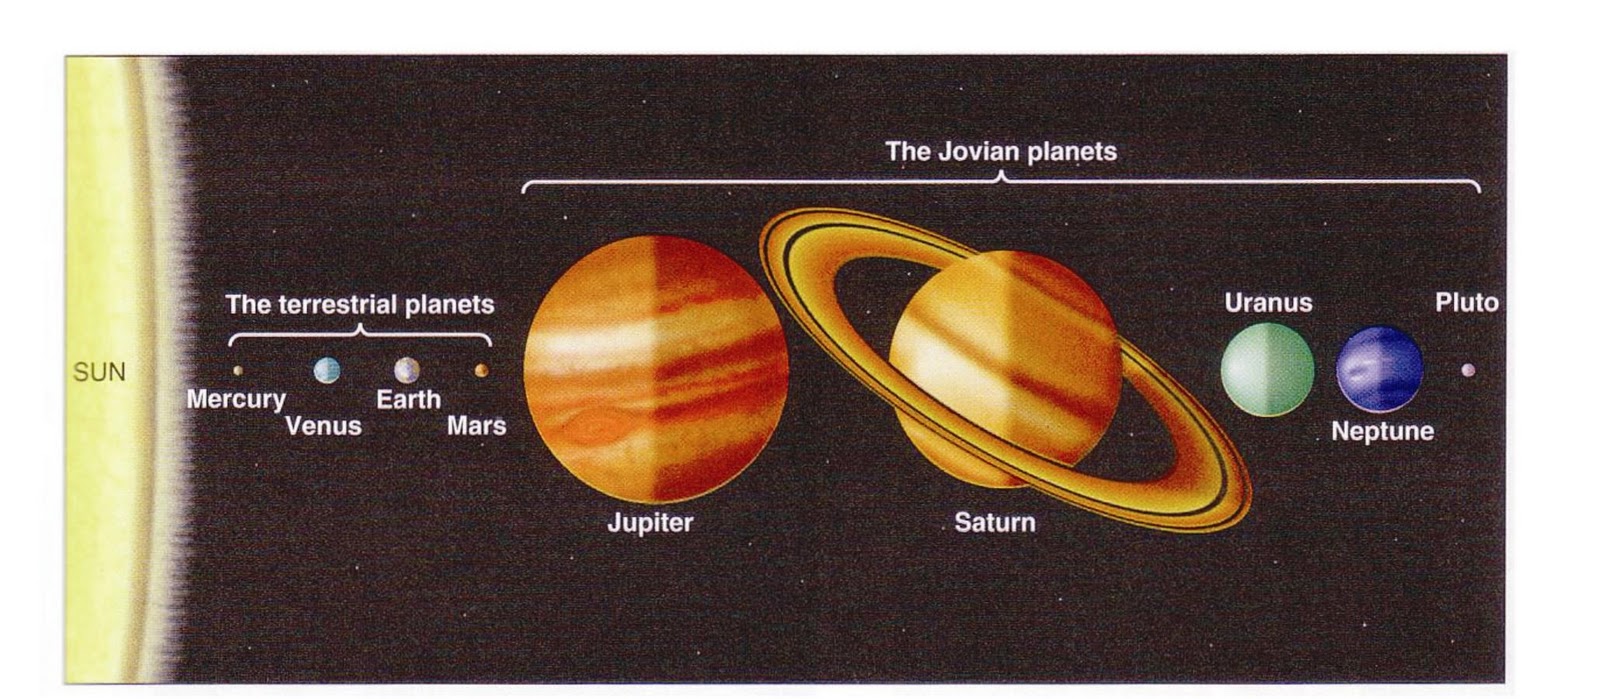 The Jovian planets
The terrestrial planets
Uranus
Pluto
SUN
Mercury
Earth
Venus
Mars
Neptune
Jupiter
Saturn